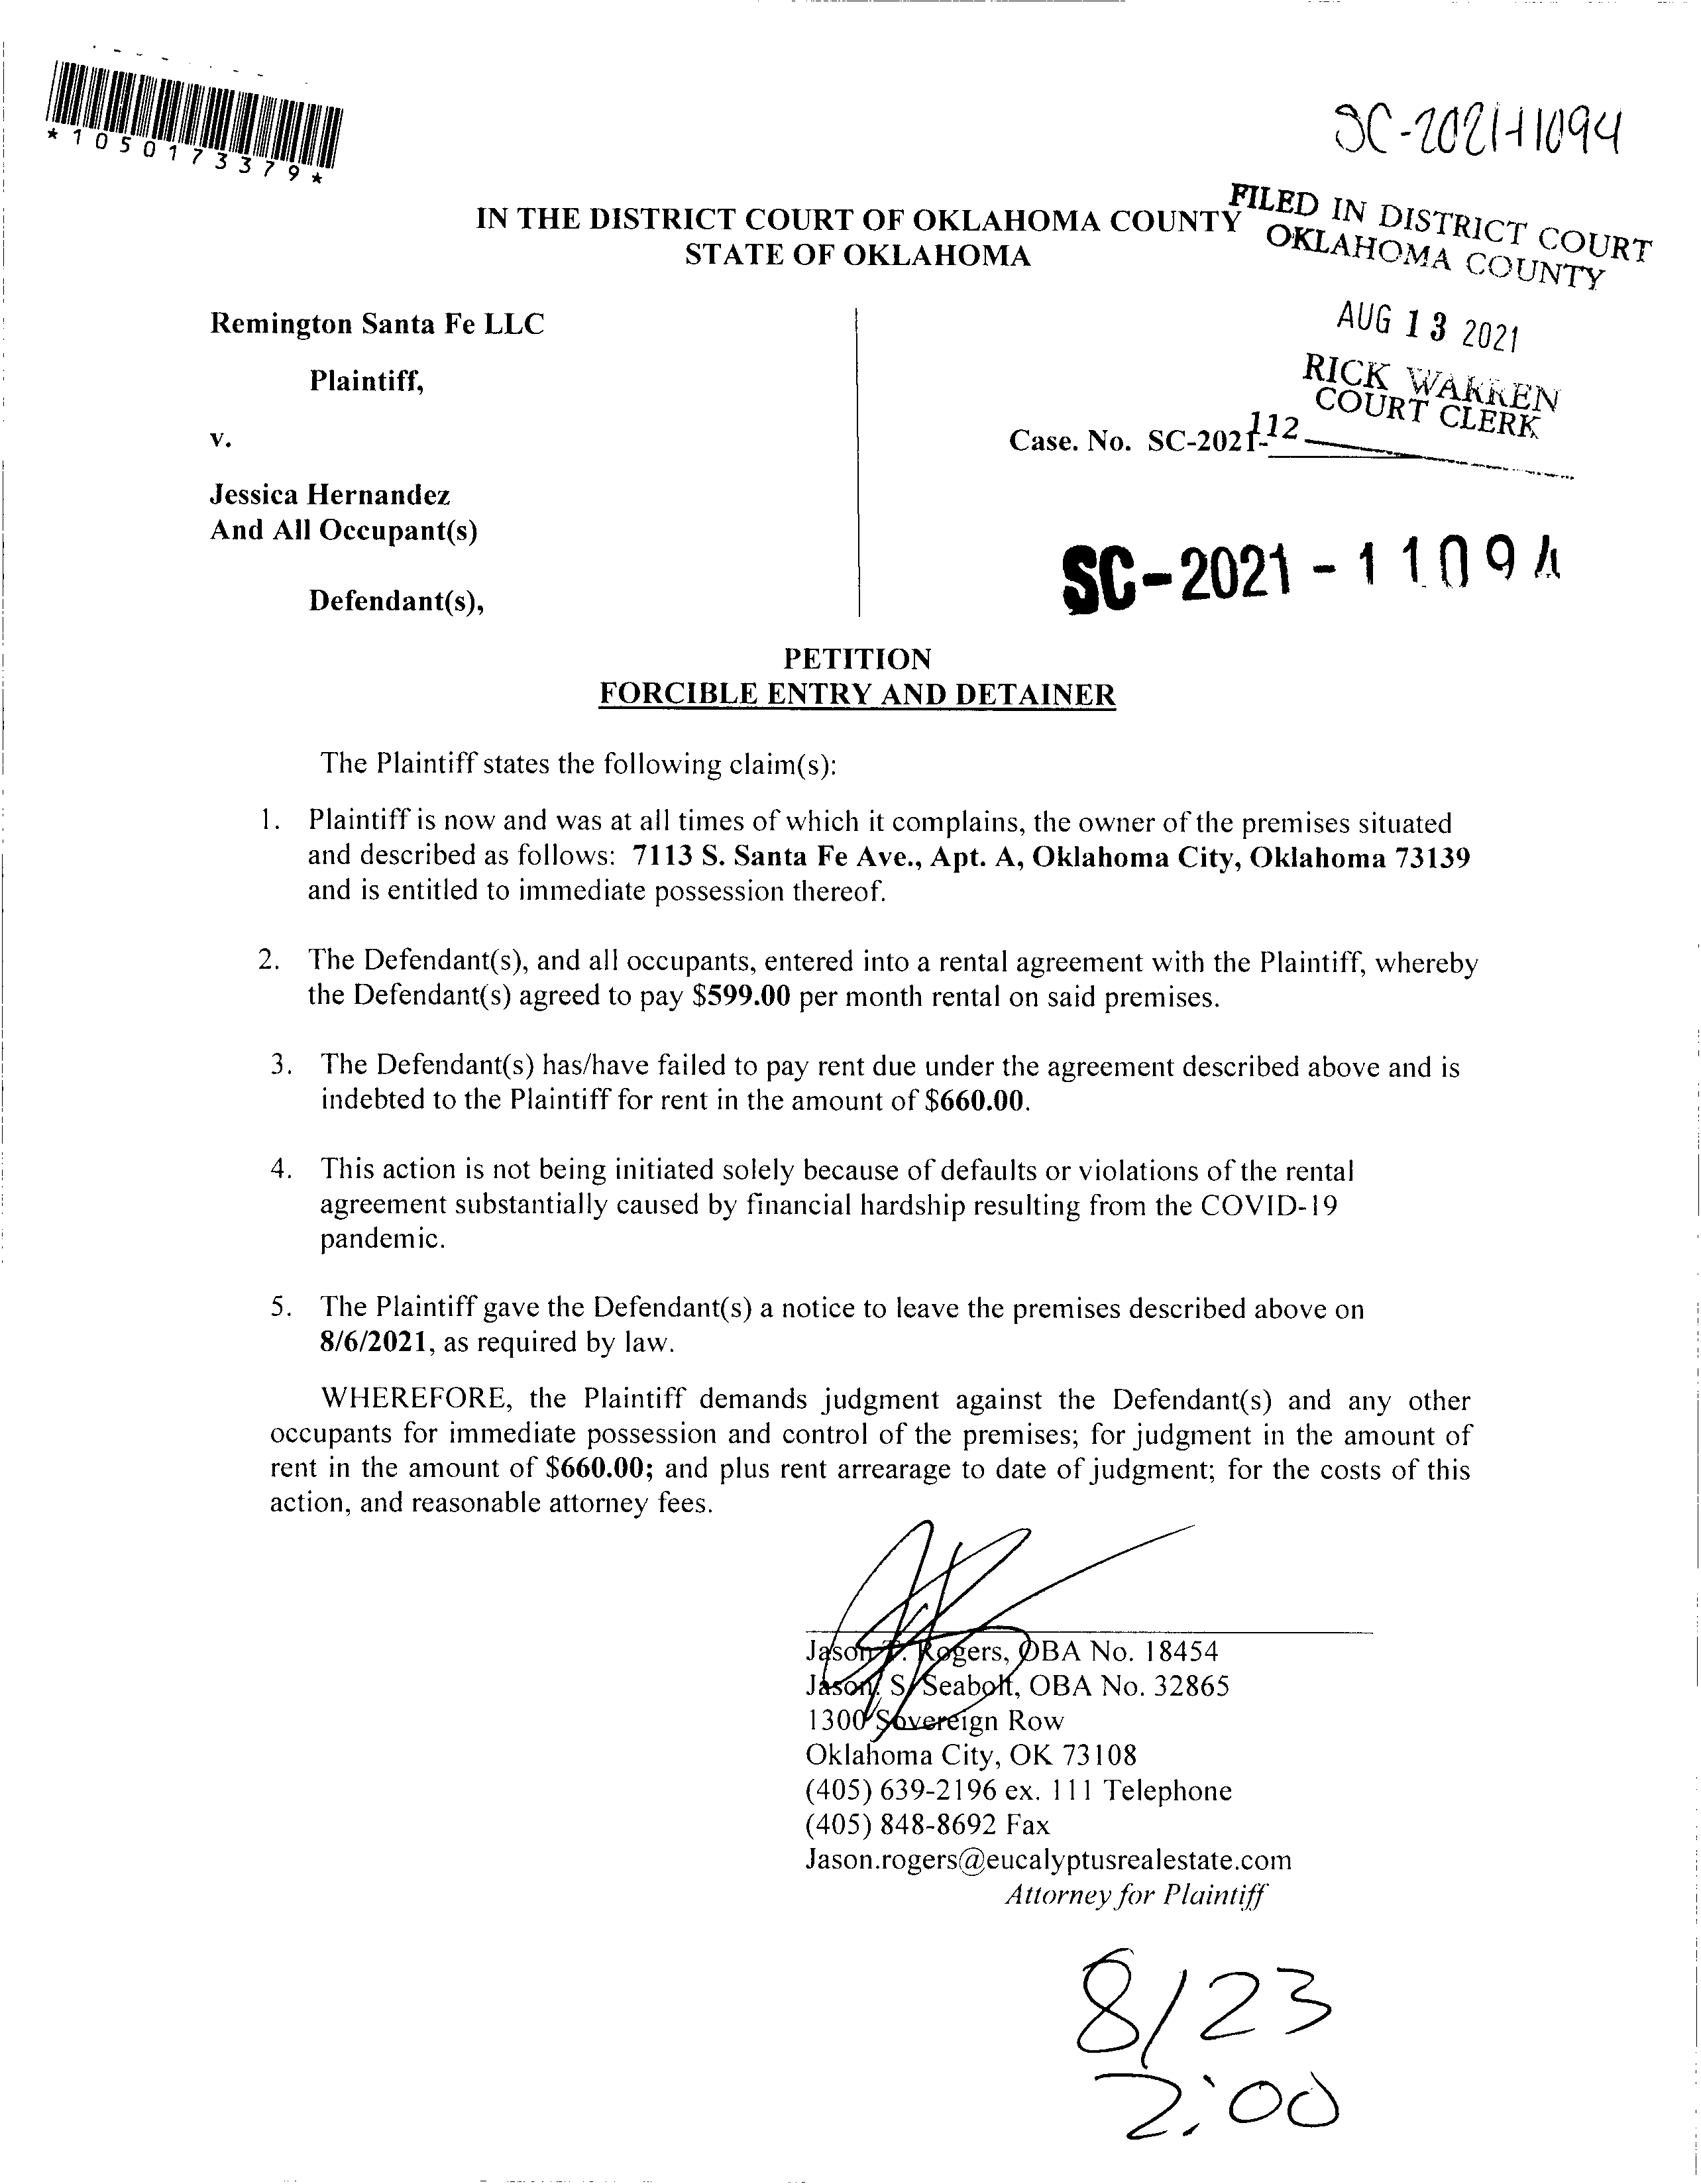 *1050173379*
SC-2021-11094
IN THE DISTRICT COURT OF OKLAHOMA COUNTY
STATE OF OKLAHOMA
FILED IN DISTRICT COURT
OKLAHOMA COUNTY
AUG 13 2021
RICK WARREN
COURT CLERK
112
Remington Santa Fe LLC
Plaintiff,
v.
Case. No. SC-2021-
Jessica Hernandez
And All Occupant(s)
SC-2021-11094
Defendant(s),
PETITION
FORCIBLE ENTRY AND DETAINER
The Plaintiff states the following claim(s):
1. Plaintiff is now and was at all times of which it complains, the owner of the premises situated
and described as follows: 7113 S. Santa Fe Ave., Apt. A, Oklahoma City, Oklahoma 73139
and is entitled to immediate possession thereof.
2. The Defendant(s), and all occupants, entered into a rental agreement with the Plaintiff, whereby
the Defendant(s) agreed to pay $599.00 per month rental on said premises.
3. The Defendant(s) has/have failed to pay rent due under the agreement described above and is
indebted to the Plaintiff for rent in the amount of $660.00.
4. This action is not being initiated solely because of defaults or violations of the rental
agreement substantially caused by financial hardship resulting from the COVID-19
pandemic.
5. The Plaintiff gave the Defendant(s) a notice to leave the premises described above on
8/6/2021, as required by law.
WHEREFORE, the Plaintiff demands judgment against the Defendant(s) and any other
occupants for immediate possession and control of the premises; for judgment in the amount of
rent in the amount of $660.00; and plus rent arrearage to date of judgment; for the costs of this
action, and reasonable attorney fees.
Jason T. Rogers, OBA No. 18454
Jason S. Seabolt, OBA No. 32865
1300 Sovereign Row
Oklahoma City, OK 73108
(405) 639-2196 ex. 111 Telephone
(405) 848-8692 Fax
Jason.rogers@eucalyptusrealestate.com
Attorney for Plaintiff
8/23
2:00